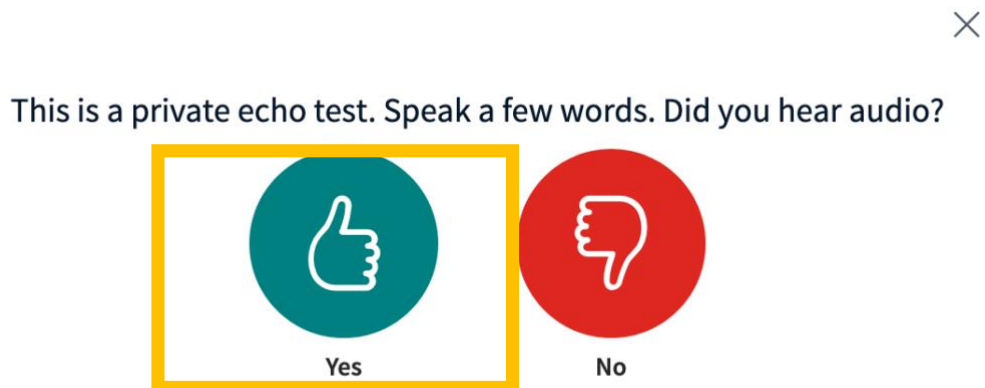 This is a private echo test. Speak a few words. Did you hear audio?
Yes No